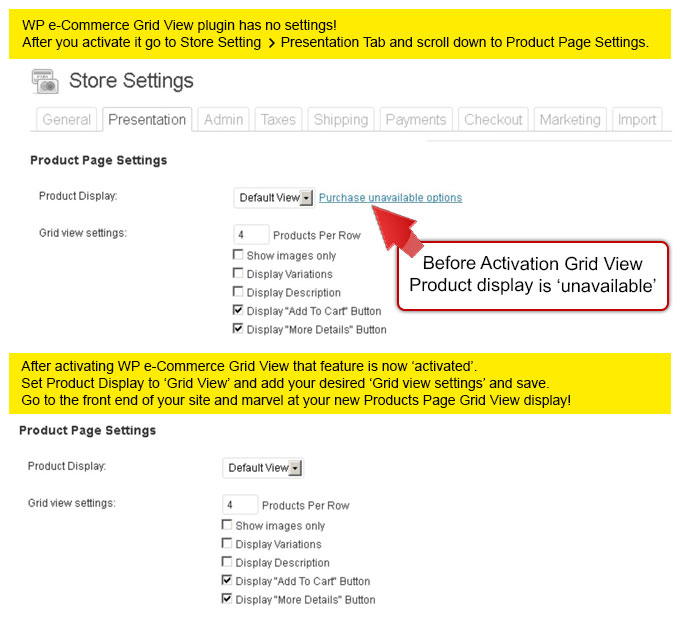 WP e-Commerce Grid View plugin has no settings!
After you activate it go to Store Setting > Presentation Tab and scroll down to Product Page Settings.
Store Settings
General Presentation Admin Taxes Shipping Payments Checkout Marketing Import
Product Page Settings
Product Display: Default View Purchase unavailable options
Grid view settings: 4 Products Per Row
Show images only
Display Variations
Display Description
Display "Add To Cart" Button
Display "More Details" Button
Before Activation Grid View
Product display is ‘unavailable’
After activating WP e-Commerce Grid View that feature is now ‘activated’.
Set Product Display to ‘Grid View’ and add your desired ‘Grid view settings’ and save.
Go to the front end of your site and marvel at your new Products Page Grid View display!
Product Page Settings
Product Display: Default View
Grid view settings: 4 Products Per Row
Show images only
Display Variations
Display Description
Display "Add To Cart" Button
Display "More Details" Button